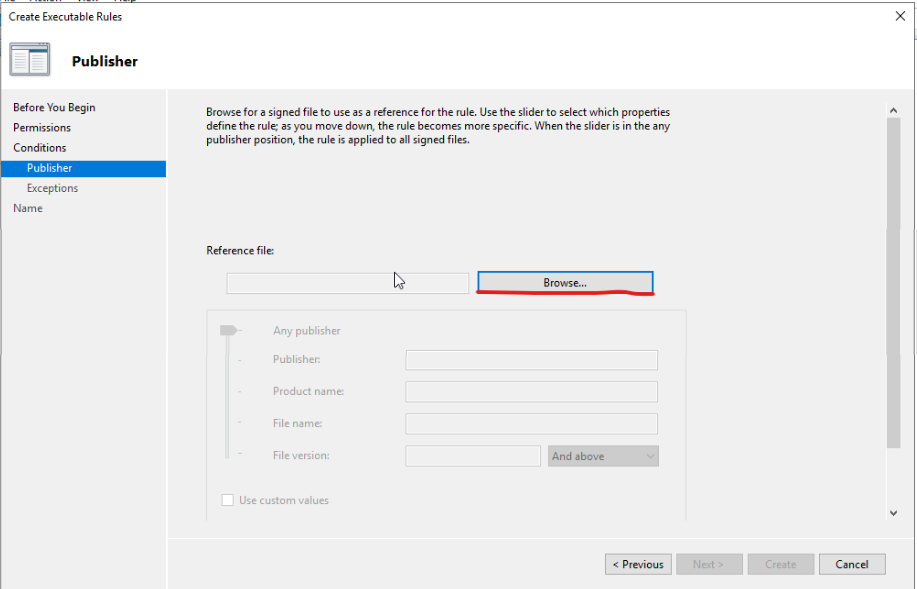 Create Executable Rules
Publisher
Before You Begin
Permissions
Conditions
Publisher
Exceptions
Name
Browse for a signed file to use as a reference for the rule. Use the slider to select which properties
define the rule; as you move down, the rule becomes more specific. When the slider is in the any
publisher position, the rule is applied to all signed files.
Reference file:
Browse...
Any publisher
Publisher:
Product name:
File name:
File version:
And above
Use custom values
< Previous
Next >
Create
Cancel